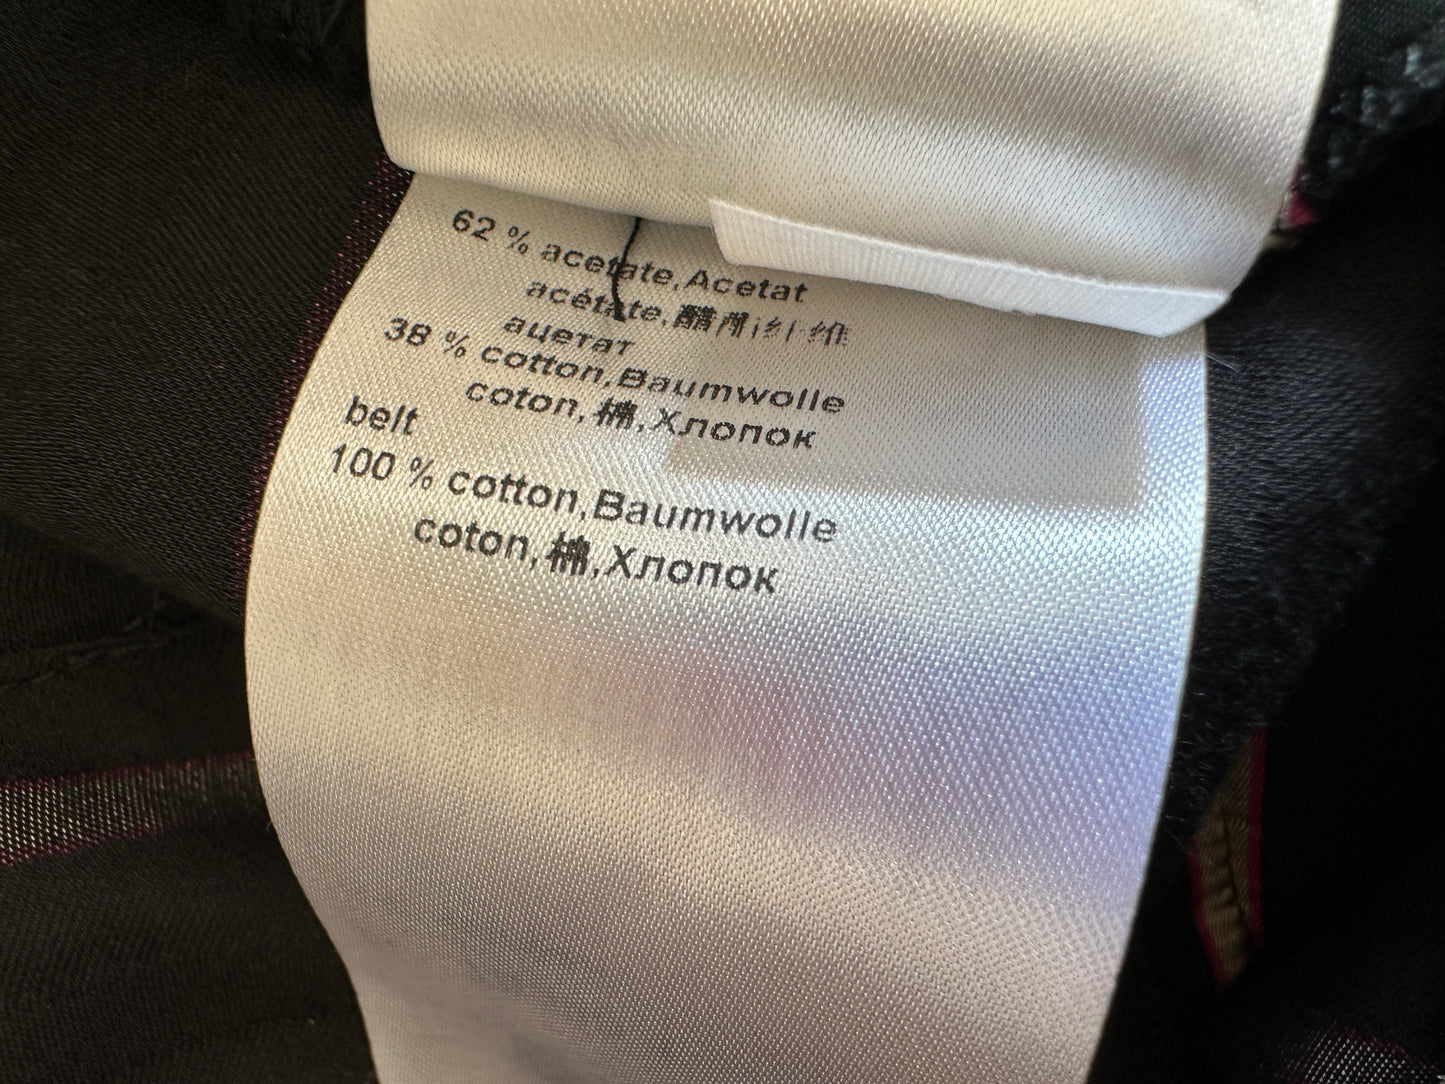 62 % acetate,Acetat
acétate,醋酯纤维
ацетат
38 % cotton,Baumwolle
coton,棉,Хлопок
belt
100 % cotton,Baumwolle
coton,棉,Хлопок